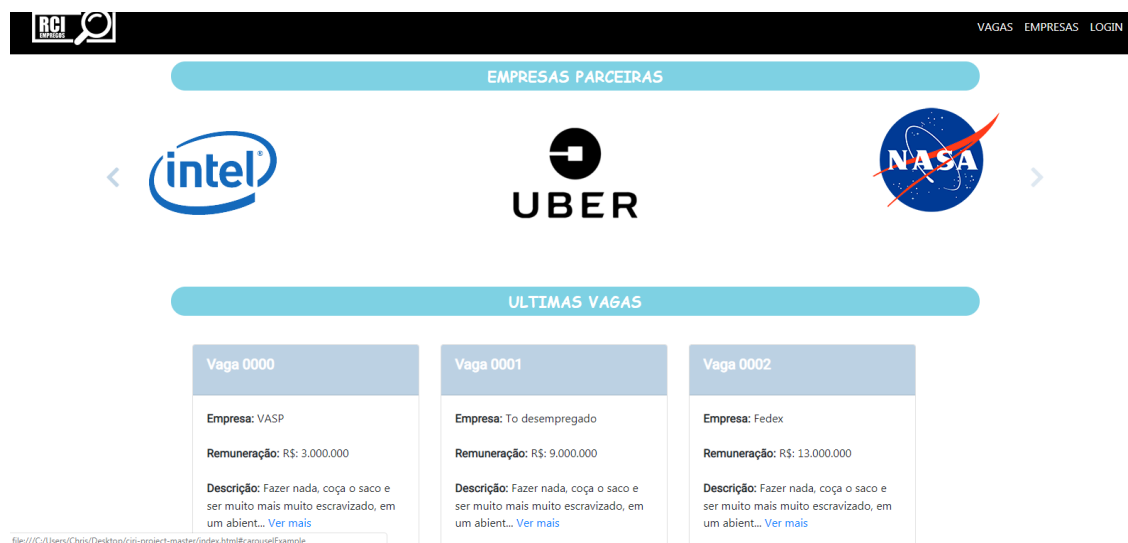 RCI
EMPREGOS
VAGAS EMPRESAS LOGIN
EMPRESAS PARCEIRAS
intel
UBER
NASA
ULTIMAS VAGAS
Vaga 0000
Empresa: VASP
Remuneração: R$: 3.000.000
Descrição: Fazer nada, coça o saco e
ser muito mais muito escravizado, em
um abient... Ver mais
Vaga 0001
Empresa: To desempregado
Remuneração: R$: 9.000.000
Descrição: Fazer nada, coça o saco e
ser muito mais muito escravizado, em
um abient... Ver mais
Vaga 0002
Empresa: Fedex
Remuneração: R$: 13.000.000
Descrição: Fazer nada, coça o saco e
ser muito mais muito escravizado, em
um abient... Ver mais
file:///C:/Users/Chris/Desktop/ciri-project-master/index.html#carouselExample